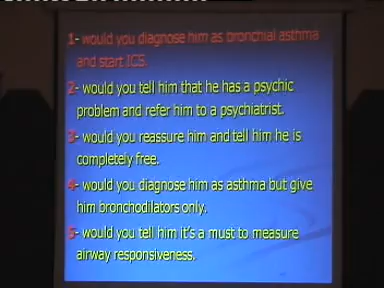 1- would you diagnose him as bronchial asthma
and start ICS.
2- would you tell him that he has a psychic
problem and refer him to a psychiatrist.
3- would you reassure him and tell him he is
completely free.
4- would you diagnose him as asthma but give
him bronchodilators only.
5- would you tell him it's a must to measure
airway responsiveness.